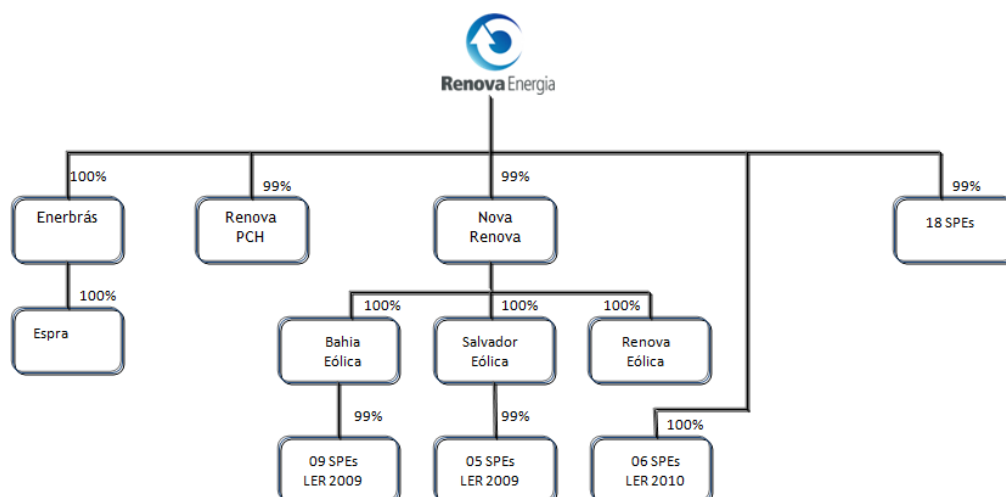 Renova Energia
100%
99%
99%
99%
Enerbrás
Renova
PCH
Nova
Renova
18 SPEs
100%
100%
100%
100%
Espra
Bahia
Eólica
Salvador
Eólica
Renova
Eólica
99%
99%
100%
09 SPEs
LER 2009
05 SPEs
LER 2009
06 SPEs
LER 2010